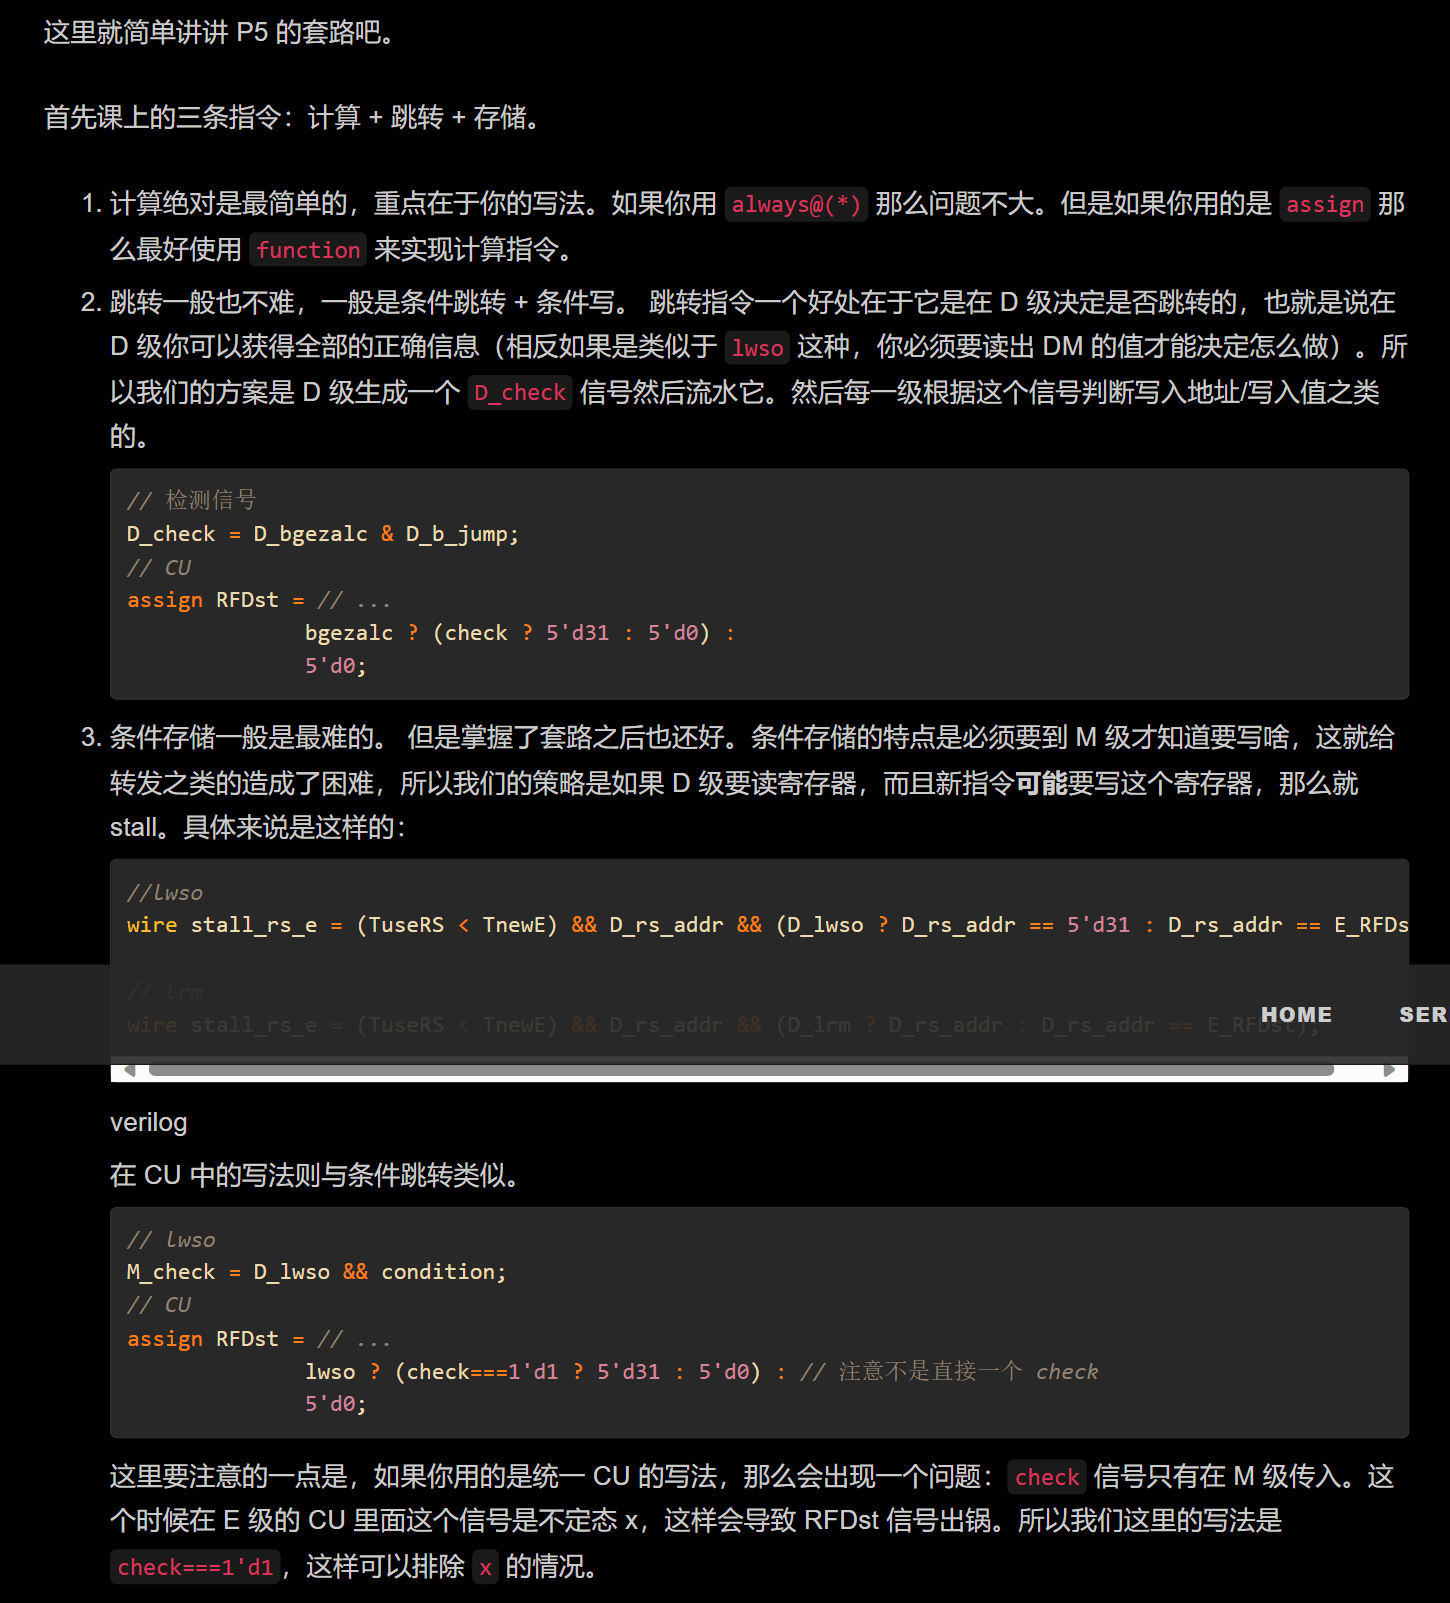 这里就简单讲讲 P5 的套路吧。
首先课上的三条指令：计算 + 跳转 + 存储。
1. 计算绝对是最简单的，重点在于你的写法。如果你用 always@(*) 那么问题不大。但是如果你用的是 assign 那
么最好使用 function 来实现计算指令。
2. 跳转一般也不难，一般是条件跳转 + 条件写。 跳转指令一个好处在于它是在 D 级决定是否跳转的，也就是说在
D 级你可以获得全部的正确信息（相反如果是类似于 lwso 这种，你必须要读出 DM 的值才能决定怎么做）。所
以我们的方案是 D 级生成一个 D_check 信号然后流水它。然后每一级根据这个信号判断写入地址/写入值之类
的。
// 检测信号
D_check = D_bgezalc & D_b_jump;
// CU
assign RFDst = // ...
bgezalc ? (check ? 5'd31 : 5'd0) :
5'd0;
3. 条件存储一般是最难的。 但是掌握了套路之后也还好。条件存储的特点是必须要到 M 级才知道要写啥，这就给
转发之类的造成了困难，所以我们的策略是如果 D 级要读寄存器，而且新指令可能要写这个寄存器，那么就
stall。具体来说是这样的：
//lwso
wire stall_rs_e = (TuseRS < TnewE) && D_rs_addr && (D_lwso ? D_rs_addr == 5'd31 : D_rs_addr == E_RFDs
// lrm
wire stall_rs_e = (TuseRS < TnewE) && D_rs_addr && (D_lrm ? D_rs_addr : D_rs_addr == E_RFDst);
HOME SER
verilog
在 CU 中的写法则与条件跳转类似。
// lwso
M_check = D_lwso && condition;
// CU
assign RFDst = // ...
lwso ? (check===1'd1 ? 5'd31 : 5'd0) : // 注意不是直接一个 check
5'd0;
这里要注意的一点是，如果你用的是统一 CU 的写法，那么会出现一个问题：check 信号只有在 M 级传入。这
个时候在 E 级的 CU 里面这个信号是不定态 x，这样会导致 RFDst 信号出锅。所以我们这里的写法是
check===1'd1，这样可以排除 x 的情况。